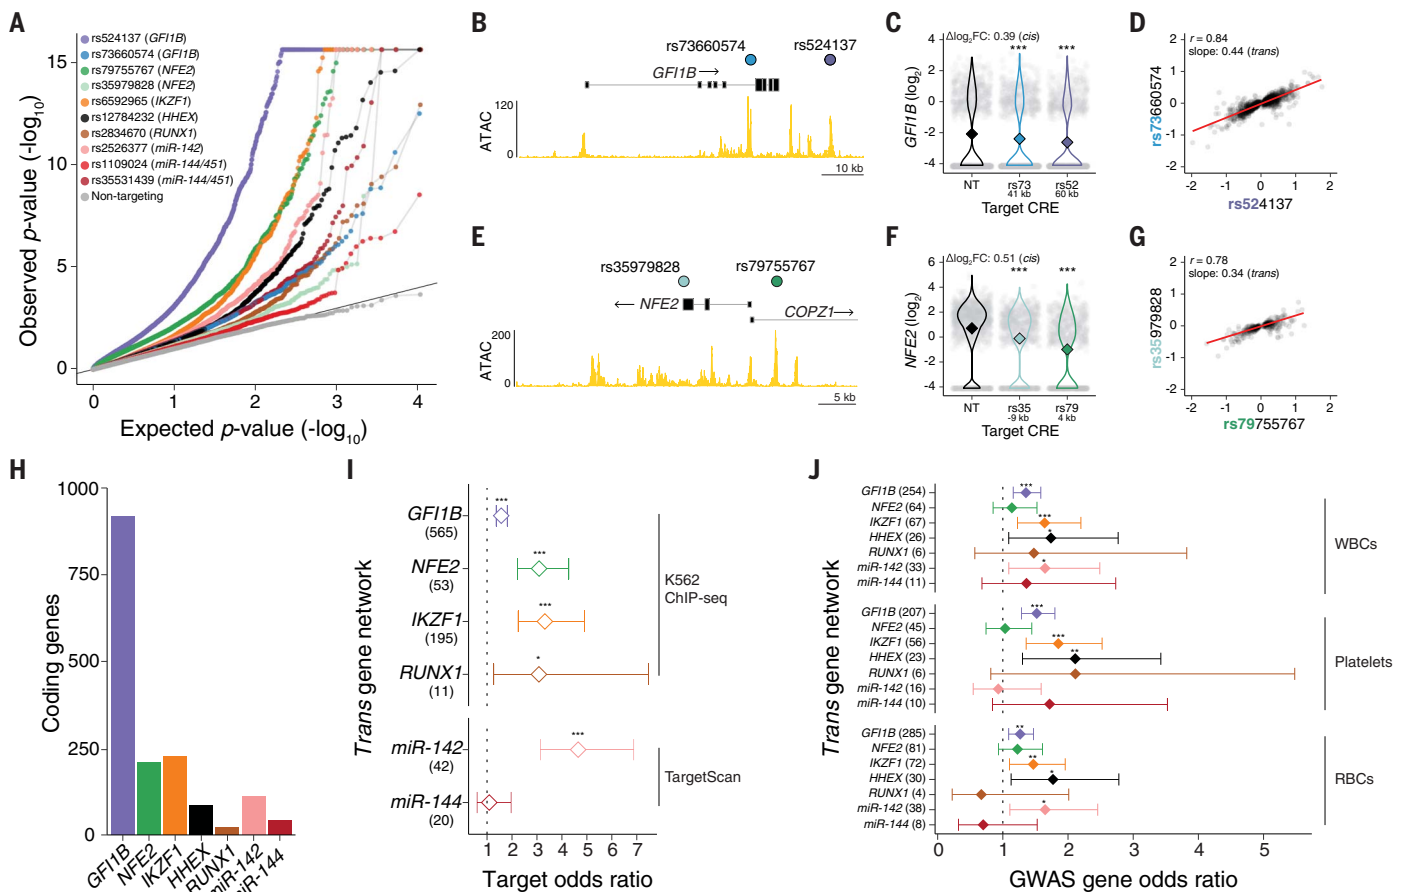 A
rs524137 (GFI1B)
rs73660574 (GFI1B)
rs79755767 (NFE2)
rs35979828 (NFE2)
rs6592965 (IKZF1)
rs12784232 (HHEX)
rs2834670 (RUNX1)
rs2526377 (miR-142)
rs1109024 (miR-144/451)
rs35531439 (miR-144/451)
Non-targeting
Observed p-value (-log10)
15
10
5
0
0 1 2 3 4
Expected p-value (-log10)
B
rs73660574
rs524137
GFI1B
ATAC
120
0
10 kb
C
Δlog2FC: 0.39 (cis)
*** ***
GFI1B (log2)
4
2
0
-2
-4
NT rs73 rs52
41 kb 60 kb
Target CRE
D
r = 0.84
slope: 0.44 (trans)
rs73660574
2
1
0
-1
-2
-2 -1 0 1 2
rs524137
E
rs35979828
rs79755767
NFE2
COPZ1
ATAC
200
0
5 kb
F
Δlog2FC: 0.51 (cis)
*** ***
NFE2 (log2)
6
4
2
0
-2
-4
NT rs35 rs79
-9 kb 4 kb
Target CRE
G
r = 0.78
slope: 0.34 (trans)
rs35979828
2
1
0
-1
-2
-2 -1 0 1 2
rs79755767
H
Coding genes
1000
750
500
250
0
GFI1B
NFE2
IKZF1
HHEX
RUNX1
miR-142
miR-144
I
Trans gene network
GFI1B
(565)
***
NFE2
(53)
***
IKZF1
(195)
***
RUNX1
(11)
*
K562
ChIP-seq
miR-142
(42)
***
miR-144
(20)
TargetScan
1 2 3 4 5 6 7
Target odds ratio
J
Trans gene network
GFI1B (254)
***
NFE2 (64)
IKZF1 (67)
***
HHEX (26)
*
RUNX1 (6)
miR-142 (33)
*
miR-144 (11)
WBCs
GFI1B (207)
***
NFE2 (45)
IKZF1 (56)
***
HHEX (23)
**
RUNX1 (6)
miR-142 (16)
miR-144 (10)
Platelets
GFI1B (285)
**
NFE2 (81)
IKZF1 (72)
**
HHEX (30)
*
RUNX1 (4)
miR-142 (38)
*
miR-144 (8)
RBCs
0 1 2 3 4 5
GWAS gene odds ratio